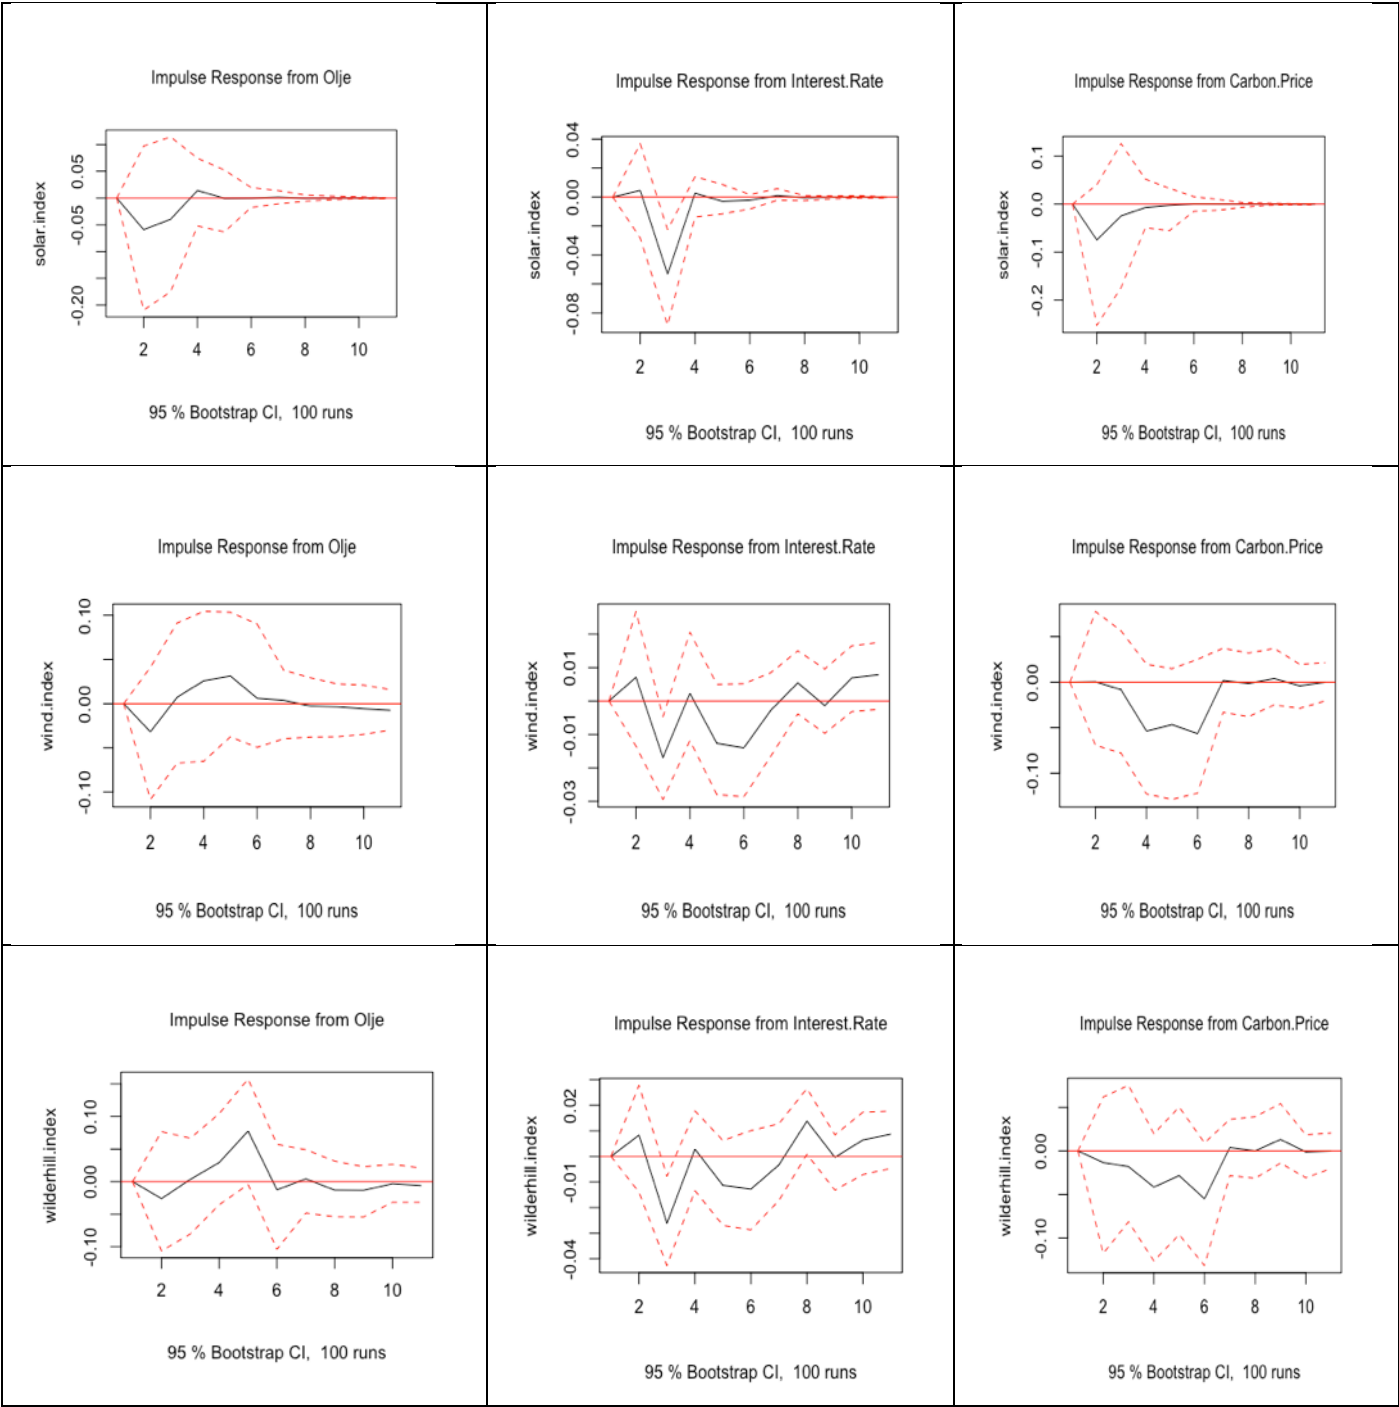 Impulse Response from Olje
solar.index
0.05
-0.05
-0.20
2 4 6 8 10
95 % Bootstrap CI, 100 runs
Impulse Response from Interest.Rate
solar.index
0.04
0.00
-0.04
-0.08
2 4 6 8 10
95 % Bootstrap CI, 100 runs
Impulse Response from Carbon.Price
solar.index
0.1
0.0
-0.1
-0.2
2 4 6 8 10
95 % Bootstrap CI, 100 runs
Impulse Response from Olje
wind.index
0.10
0.00
-0.10
2 4 6 8 10
95 % Bootstrap CI, 100 runs
Impulse Response from Interest.Rate
wind.index
0.01
-0.01
-0.03
2 4 6 8 10
95 % Bootstrap CI, 100 runs
Impulse Response from Carbon.Price
wind.index
0.00
-0.10
2 4 6 8 10
95 % Bootstrap CI, 100 runs
Impulse Response from Olje
wilderhill.index
0.10
0.00
-0.10
2 4 6 8 10
95 % Bootstrap CI, 100 runs
Impulse Response from Interest.Rate
wilderhill.index
0.02
-0.01
-0.04
2 4 6 8 10
95 % Bootstrap CI, 100 runs
Impulse Response from Carbon.Price
wilderhill.index
0.00
-0.10
2 4 6 8 10
95 % Bootstrap CI, 100 runs